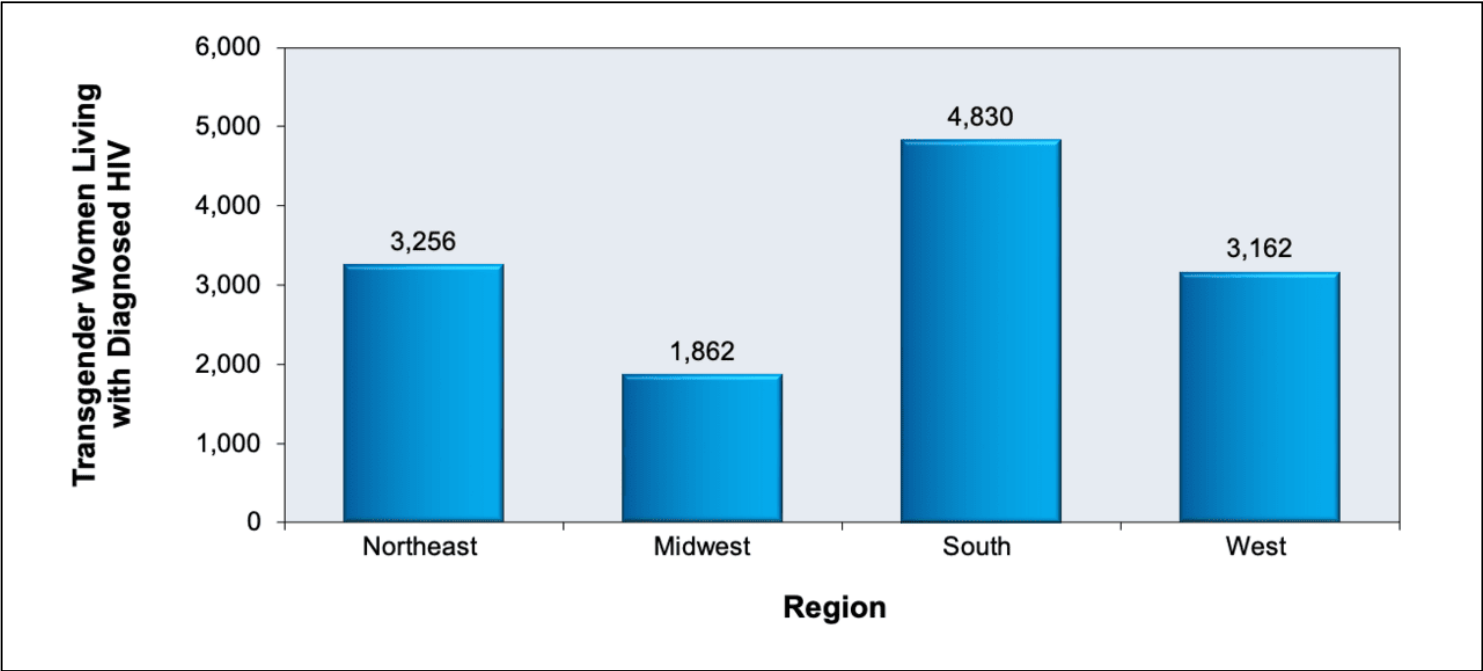 Transgender Women Living
with Diagnosed HIV
6,000
5,000
4,000
3,000
2,000
1,000
0
3,256
1,862
4,830
3,162
Northeast
Midwest
South
West
Region